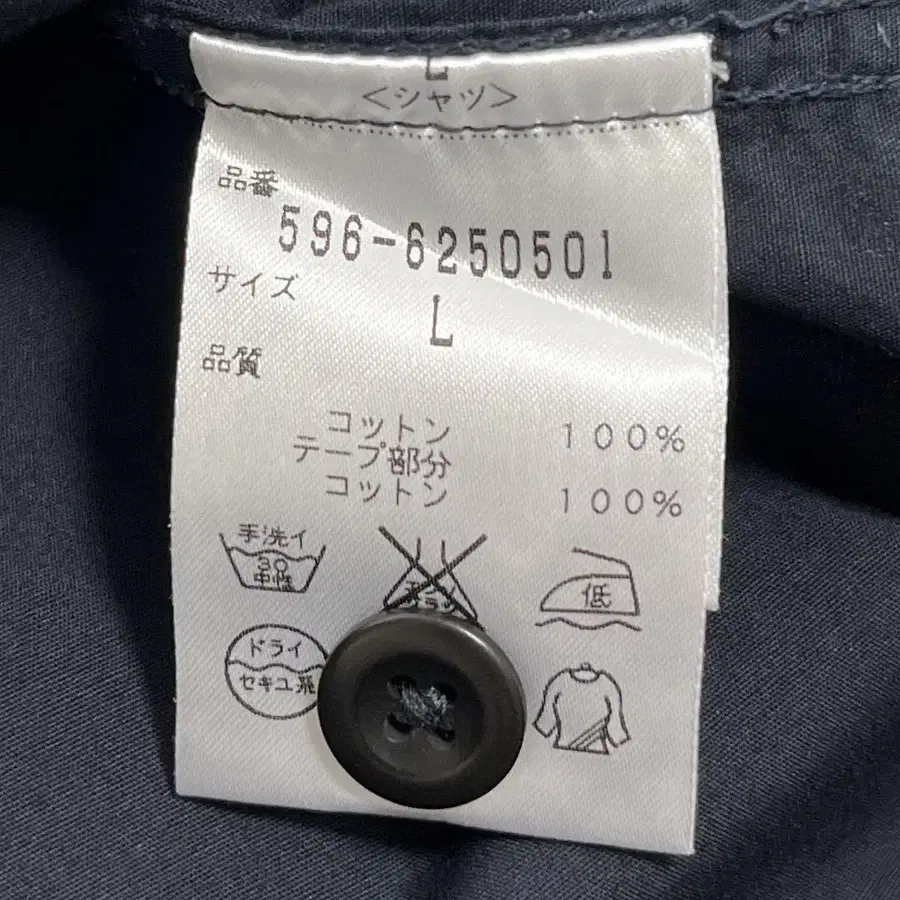 L
<シャツ>
品番
596-6250501
サイズ
L
品質
コットン 100%
テープ部分
コットン 100%
手洗イ
30
中性
低
ドライ
セキユ系